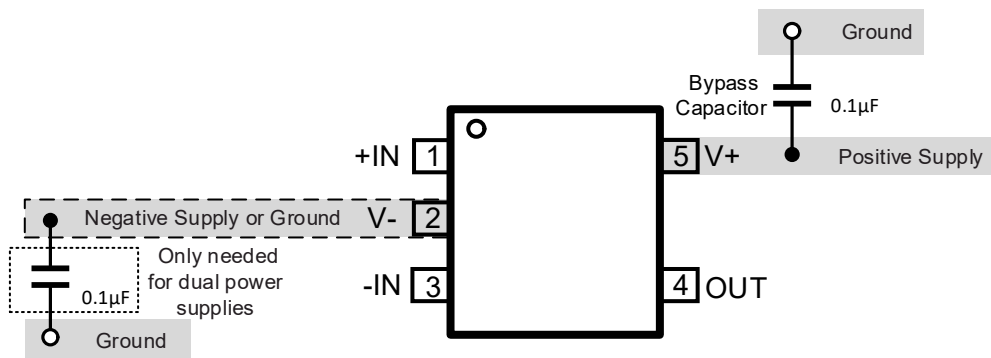 Ground
Bypass
Capacitor
0.1µF
+IN 1
5 V+
Positive Supply
Negative Supply or Ground
V- 2
Only needed
for dual power
supplies
0.1µF
-IN 3
4 OUT
Ground